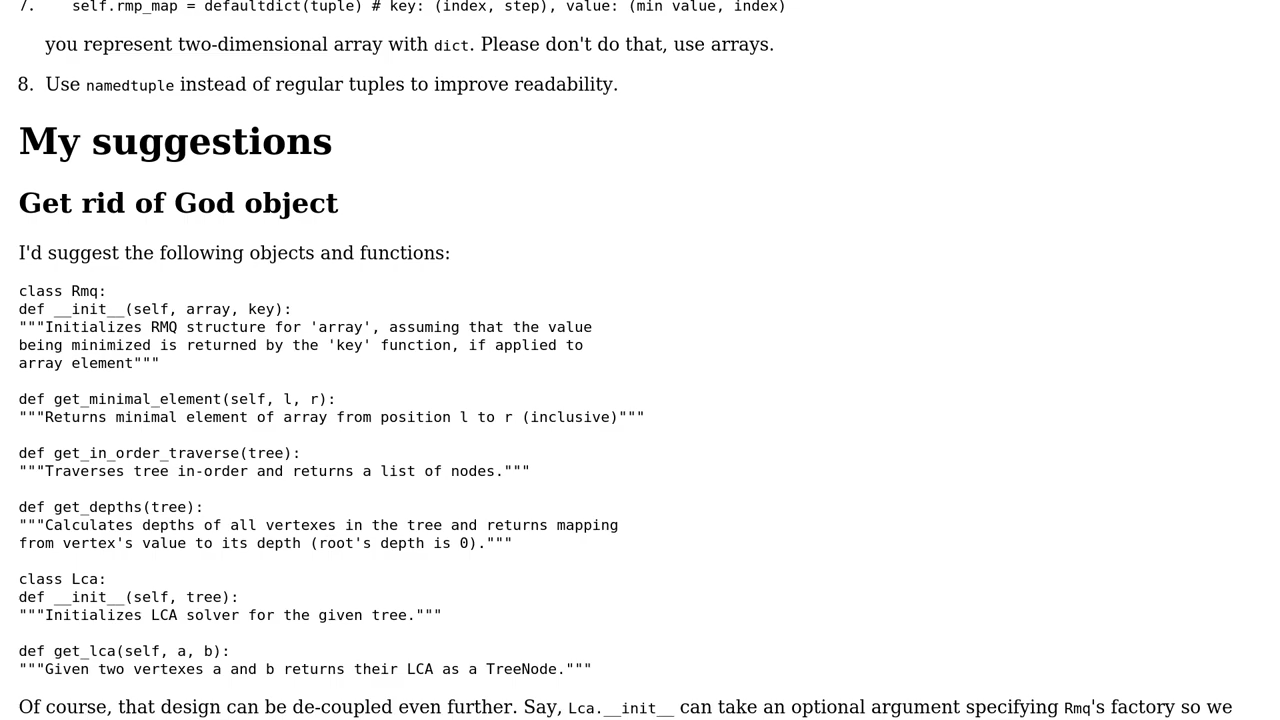 7. self.rmp_map = defaultdict(tuple) # key: (index, step), value: (min value, index)
you represent two-dimensional array with dict. Please don't do that, use arrays.
8. Use namedtuple instead of regular tuples to improve readability.
My suggestions
Get rid of God object
I'd suggest the following objects and functions:
class Rmq:
def __init__(self, array, key):
"""Initializes RMQ structure for 'array', assuming that the value
being minimized is returned by the 'key' function, if applied to
array element"""
def get_minimal_element(self, l, r):
"""Returns minimal element of array from position l to r (inclusive)"""
def get_in_order_traverse(tree):
"""Traverses tree in-order and returns a list of nodes."""
def get_depths(tree):
"""Calculates depths of all vertexes in the tree and returns mapping
from vertex's value to its depth (root's depth is 0)."""
class Lca:
def __init__(self, tree):
"""Initializes LCA solver for the given tree."""
def get_lca(self, a, b):
"""Given two vertexes a and b returns their LCA as a TreeNode."""
Of course, that design can be de-coupled even further. Say, Lca.__init__ can take an optional argument specifying Rmq's factory so we